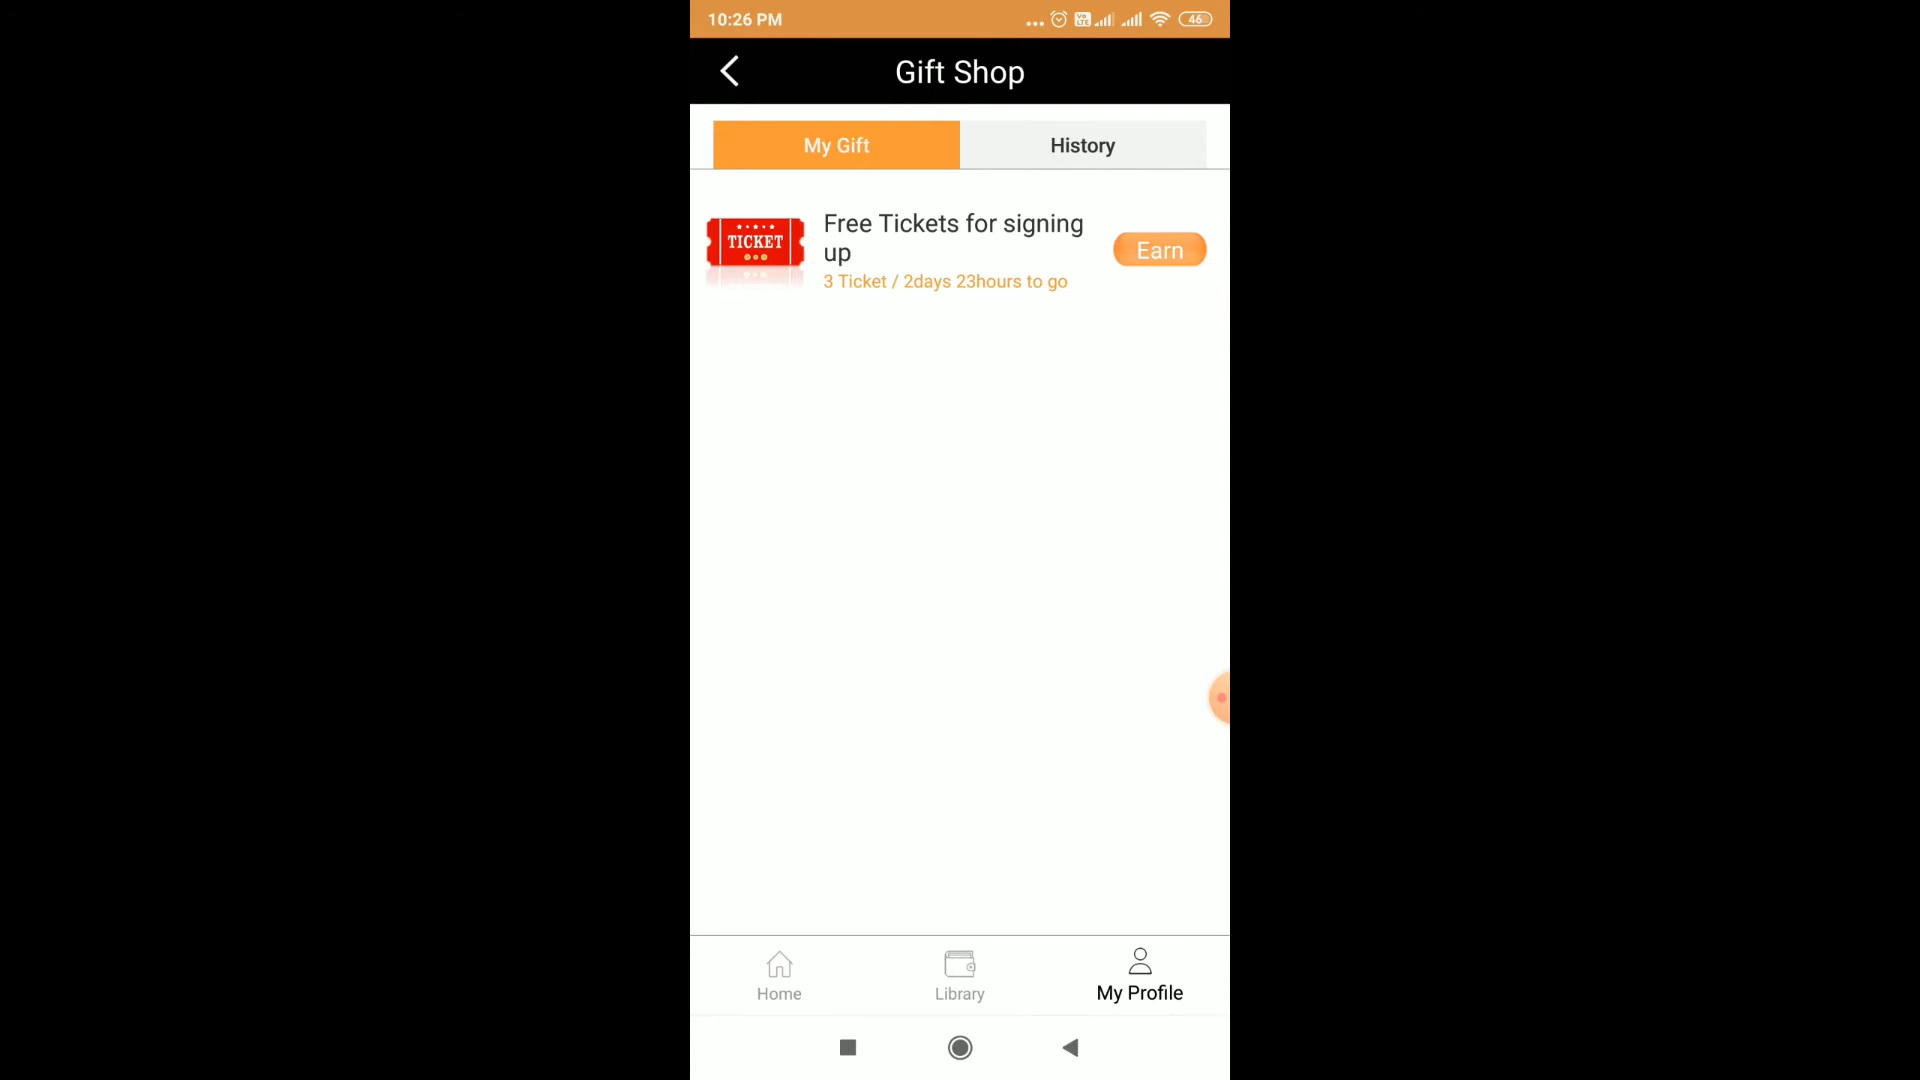 10:26 PM
46
Gift Shop
My Gift
History
TICKET
Free Tickets for signing
up
3 Ticket / 2days 23hours to go
Earn
Home
Library
My Profile